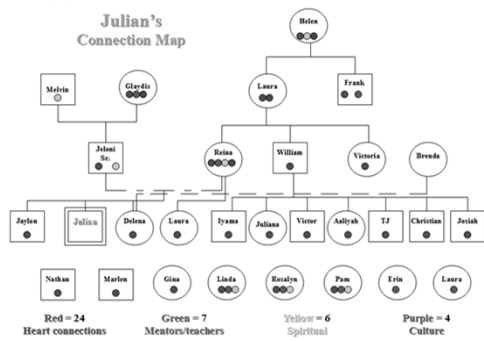 Julian's
Connection Map
Helen
Melvin
Glaydis
Laura
Frank
Jeloni
Sr.
Reina
William
Victoria
Brenda
Jaylon
Julian
Delena
Laura
Iyama
Juliana
Victor
Aaliyah
TJ
Christian
Josiah
Nathan
Marlen
Gina
Linda
Rosalyn
Pam
Erin
Laura
Red = 24
Heart connections
Green = 7
Mentors/teachers
Yellow = 6
Spiritual
Purple = 4
Culture